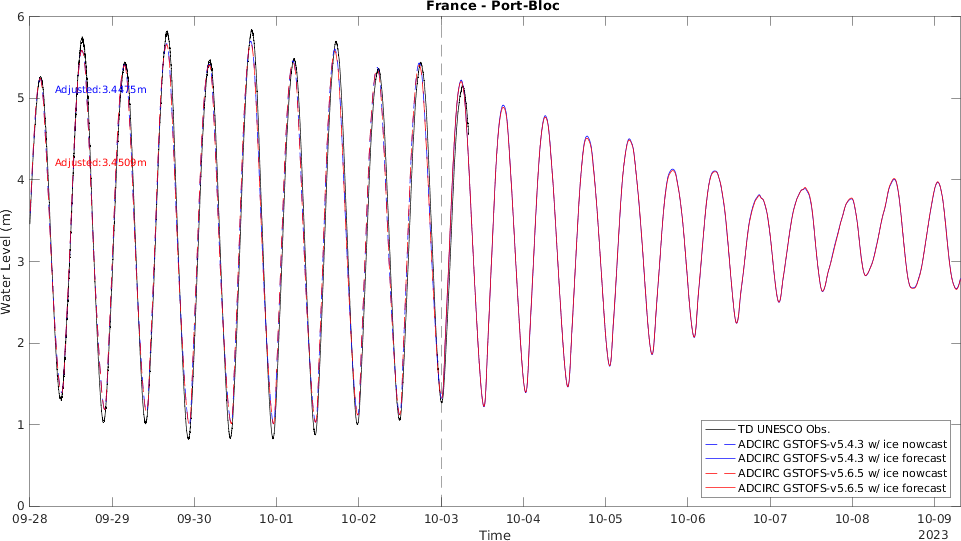 France - Port-Bloc
6
5
4
3
2
1
0
Water Level (m)
Adjusted:3.4475m
Adjusted:3.4509m
TD UNESCO Obs.
ADCIRC GSTOFS-v5.4.3 w/ ice nowcast
ADCIRC GSTOFS-v5.4.3 w/ ice forecast
ADCIRC GSTOFS-v5.6.5 w/ ice nowcast
ADCIRC GSTOFS-v5.6.5 w/ ice forecast
09-28 09-29 09-30 10-01 10-02 10-03 10-04 10-05 10-06 10-07 10-08 10-09
Time
2023